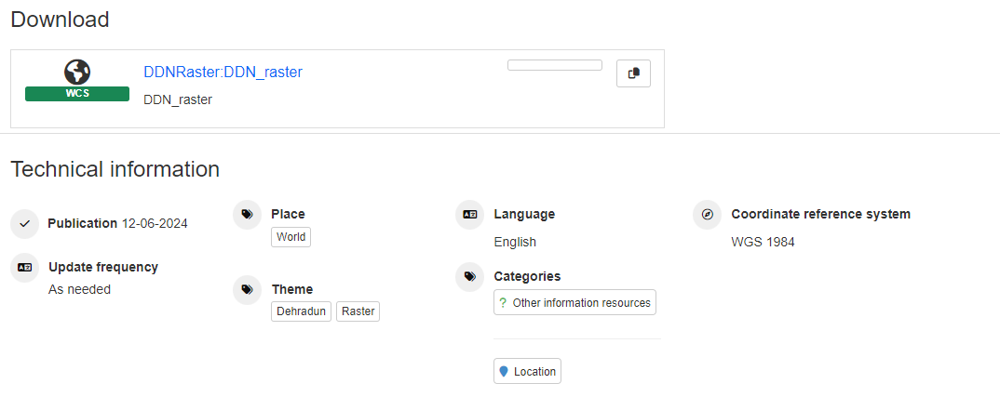 Download
DDNRaster:DDN_raster
WCS
DDN_raster
Technical information
Publication 12-06-2024
Update frequency
As needed
Place
World
Theme
Dehradun Raster
Language
English
Categories
? Other information resources
Location
Coordinate reference system
WGS 1984